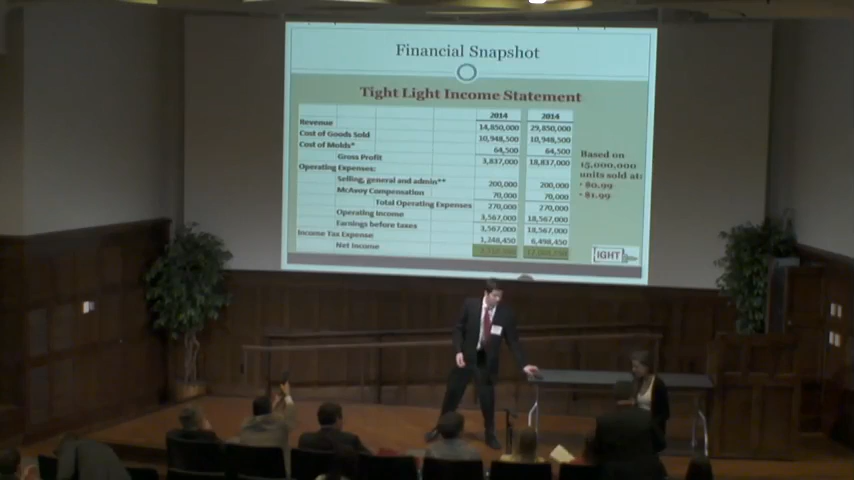 Financial Snapshot
Tight Light Income Statement
2014 2014
Revenue 14,850,000 29,850,000
Cost of Goods Sold 10,948,500 10,948,500
Cost of Molds* 64,500 64,500
Gross Profit 3,837,000 18,837,000
Operating Expenses:
Selling, general and admin** 200,000 200,000
McAvoy Compensation 70,000 70,000
Total Operating Expenses 270,000 270,000
Operating Income 3,567,000 18,567,000
Earnings before taxes 3,567,000 18,567,000
Income Tax Expense 1,248,450 6,498,450
Net Income
Based on
15,000,000
units sold at:
- $0.99
- $1.99
IGHT